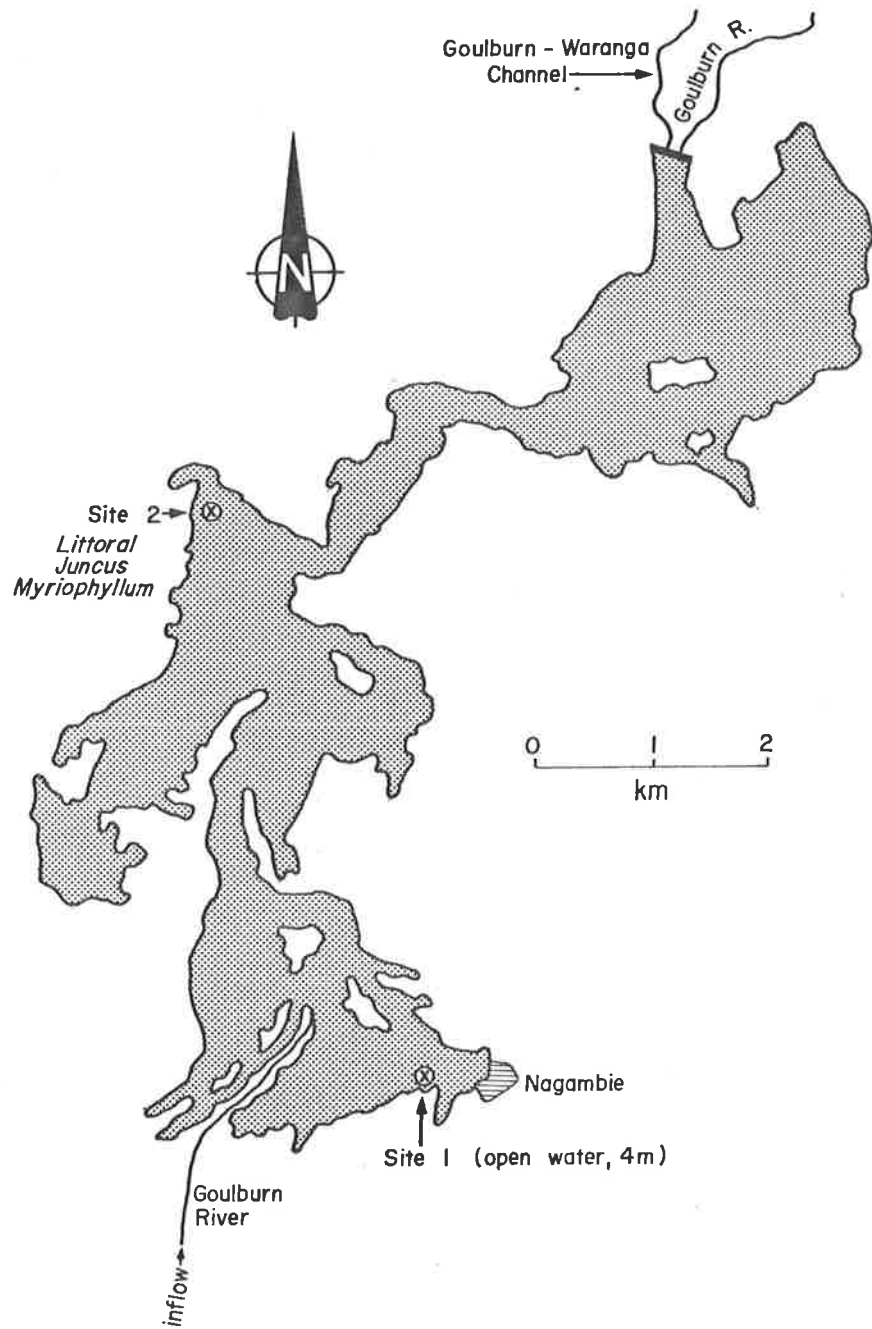 Goulburn - Waranga
Channel
Goulburn R.
N
Site 2
Littoral
Juncus
Myriophyllum
0 1 2
km
Nagambie
Site 1 (open water, 4m)
Goulburn
River
inflow